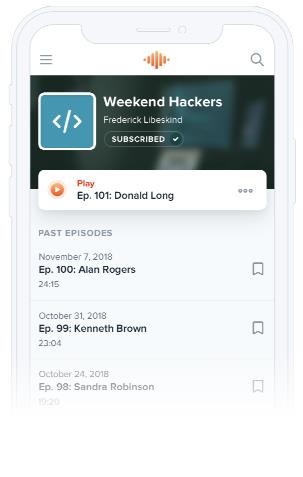 </>
Weekend Hackers
Frederick Libeskind
SUBSCRIBED
Play
Ep. 101: Donald Long
PAST EPISODES
November 7, 2018
Ep. 100: Alan Rogers
24:15
October 31, 2018
Ep. 99: Kenneth Brown
23:04
October 24, 2018
Ep. 98: Sandra Robinson
19:20